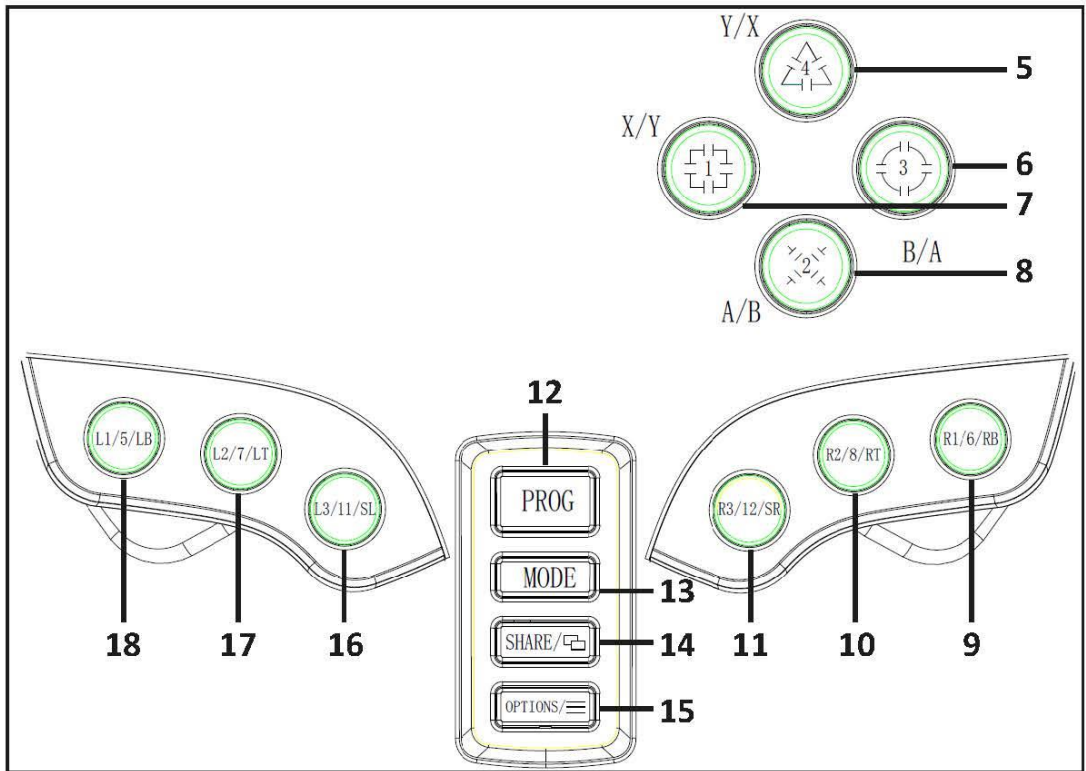 Y/X
4
5
X/Y
1
3
6
7
2
B/A
8
A/B
12
L1/5/LB
L2/7/LT
L3/11/SL
PROG
R3/12/SR
R2/8/RT
R1/6/RB
MODE
13
SHARE/
14
OPTIONS/
15
18
17
16
11
10
9